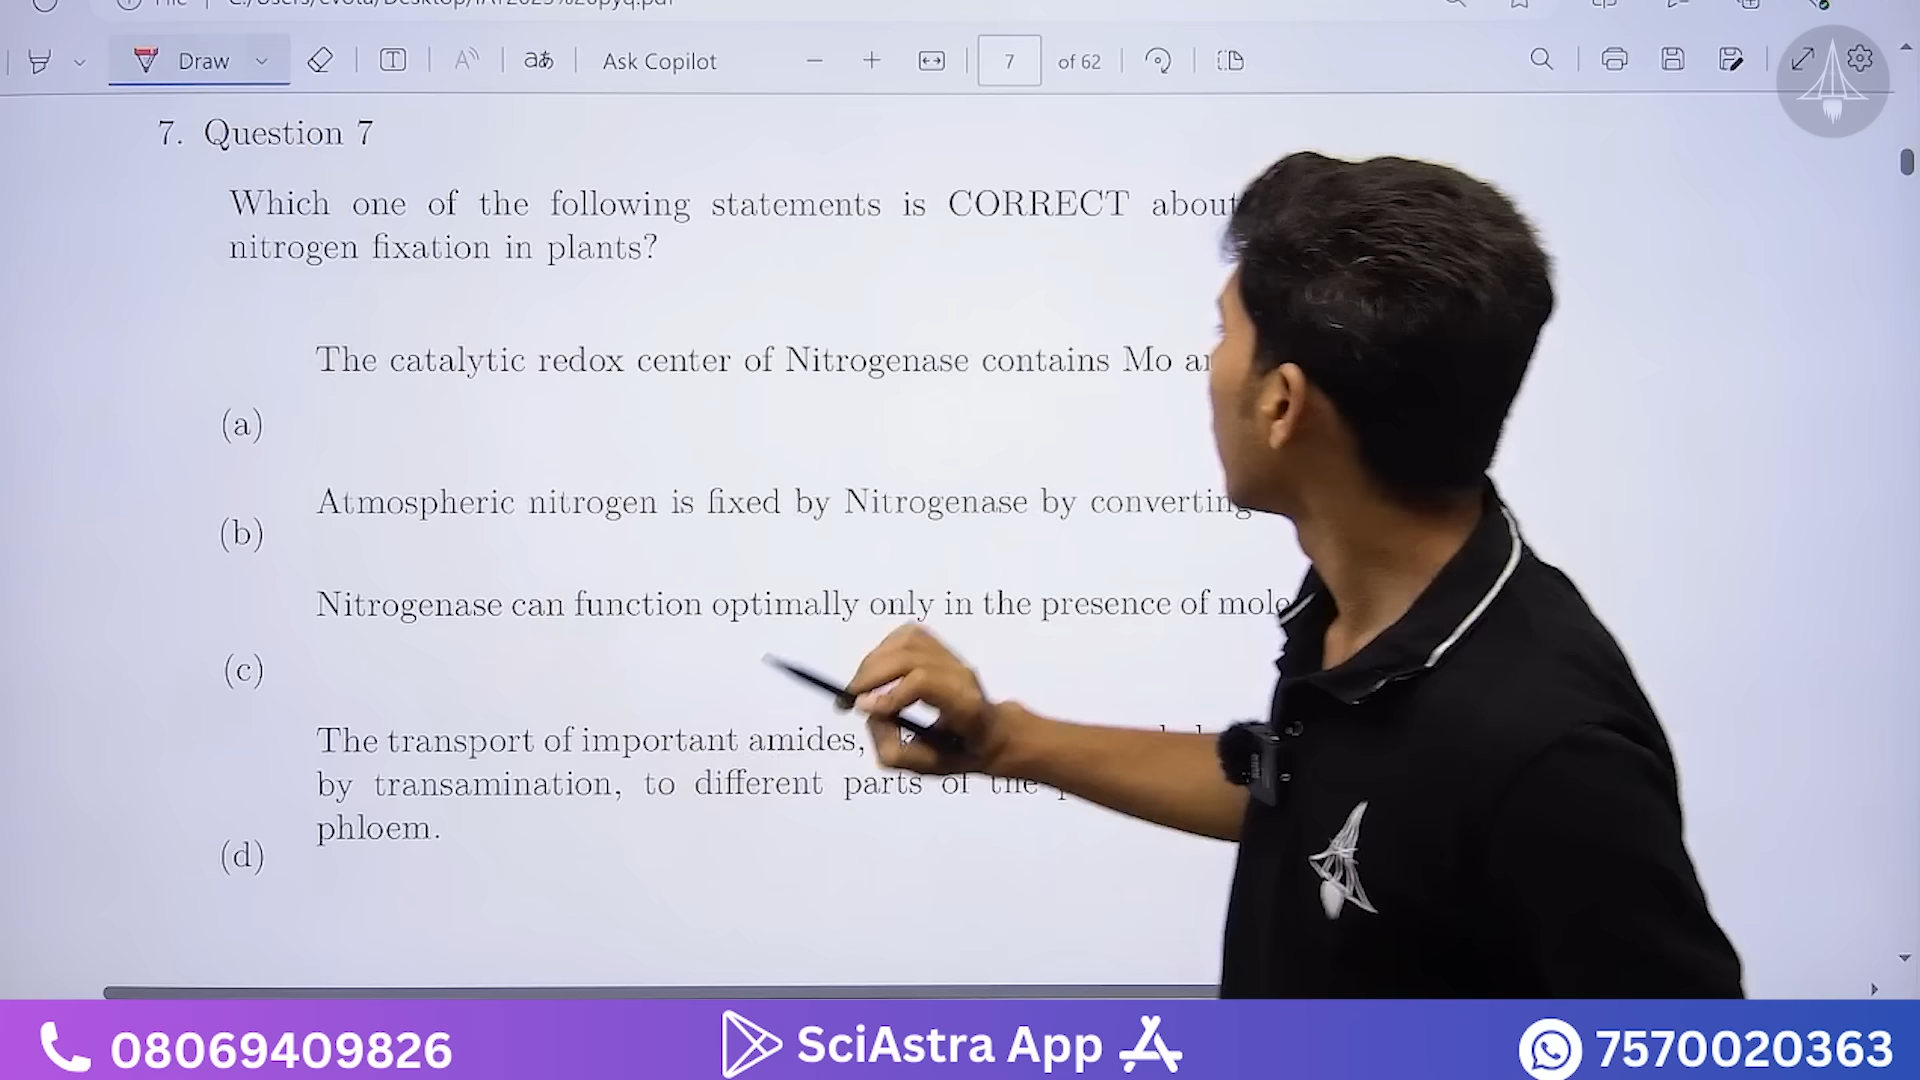 Draw
Ask Copilot
7 of 62
7. Question 7
Which one of the following statements is CORRECT about
nitrogen fixation in plants?
The catalytic redox center of Nitrogenase contains Mo
(a)
Atmospheric nitrogen is fixed by Nitrogenase by converting
(b)
Nitrogenase can function optimally only in the presence of
(c)
The transport of important amides,
by transamination, to different parts of the
phloem.
(d)
08069409826
SciAstra App
7570020363